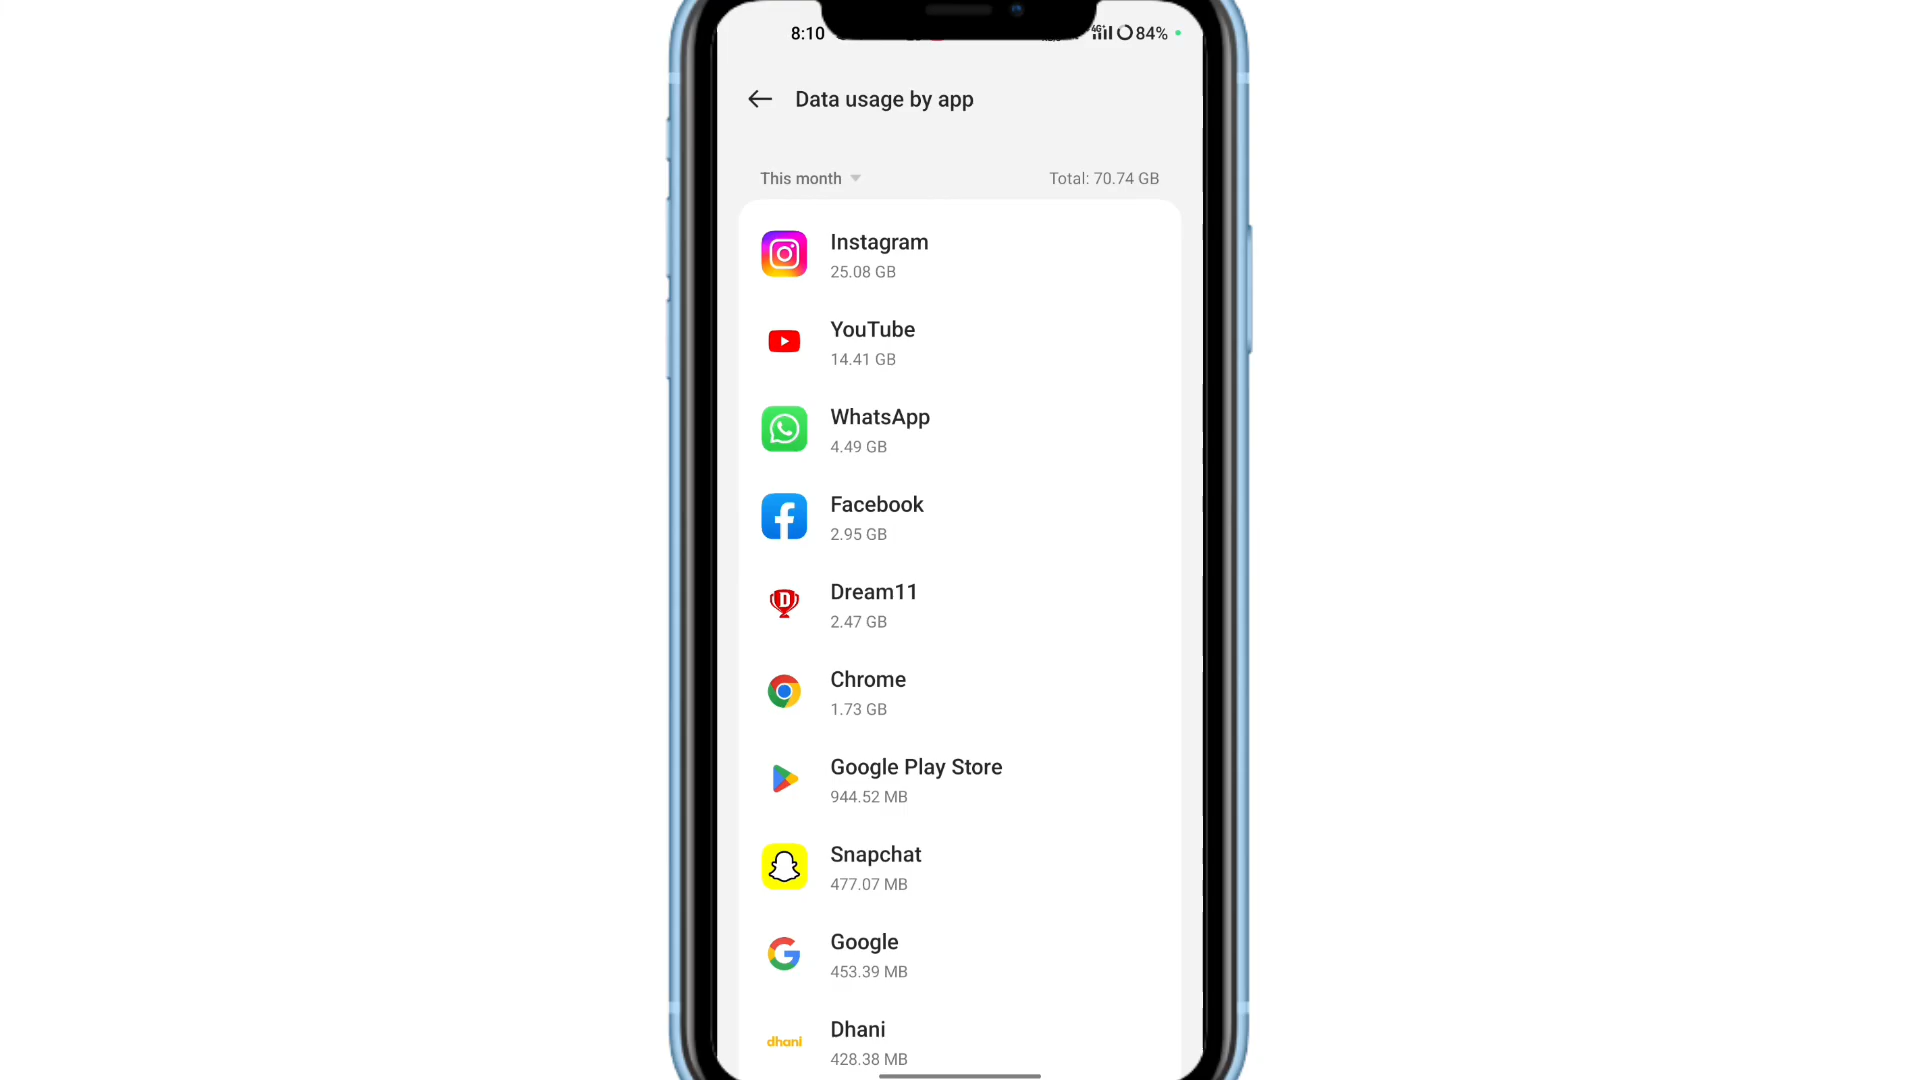 8:10
4G+
84%
Data usage by app
This month
Total: 70.74 GB
Instagram
25.08 GB
YouTube
14.41 GB
WhatsApp
4.49 GB
Facebook
2.95 GB
D
Dream11
2.47 GB
Chrome
1.73 GB
Google Play Store
944.52 MB
Snapchat
477.07 MB
G
Google
453.39 MB
dhani
Dhani
428.38 MB